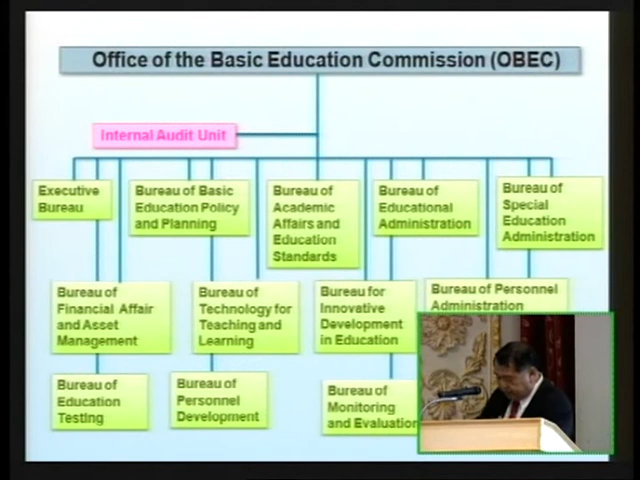 Office of the Basic Education Commission (OBEC)
Internal Audit Unit
Executive
Bureau
Bureau of Basic
Education Policy
and Planning
Bureau of
Academic
Affairs and
Education
Standards
Bureau of
Educational
Administration
Bureau of
Special
Education
Administration
Bureau of
Financial Affair
and Asset
Management
Bureau of
Technology for
Teaching and
Learning
Bureau for
Innovative
Development
in Education
Bureau of Personnel
Administration
Bureau of
Education
Testing
Bureau of
Personnel
Development
Bureau of
Monitoring
and Evaluation